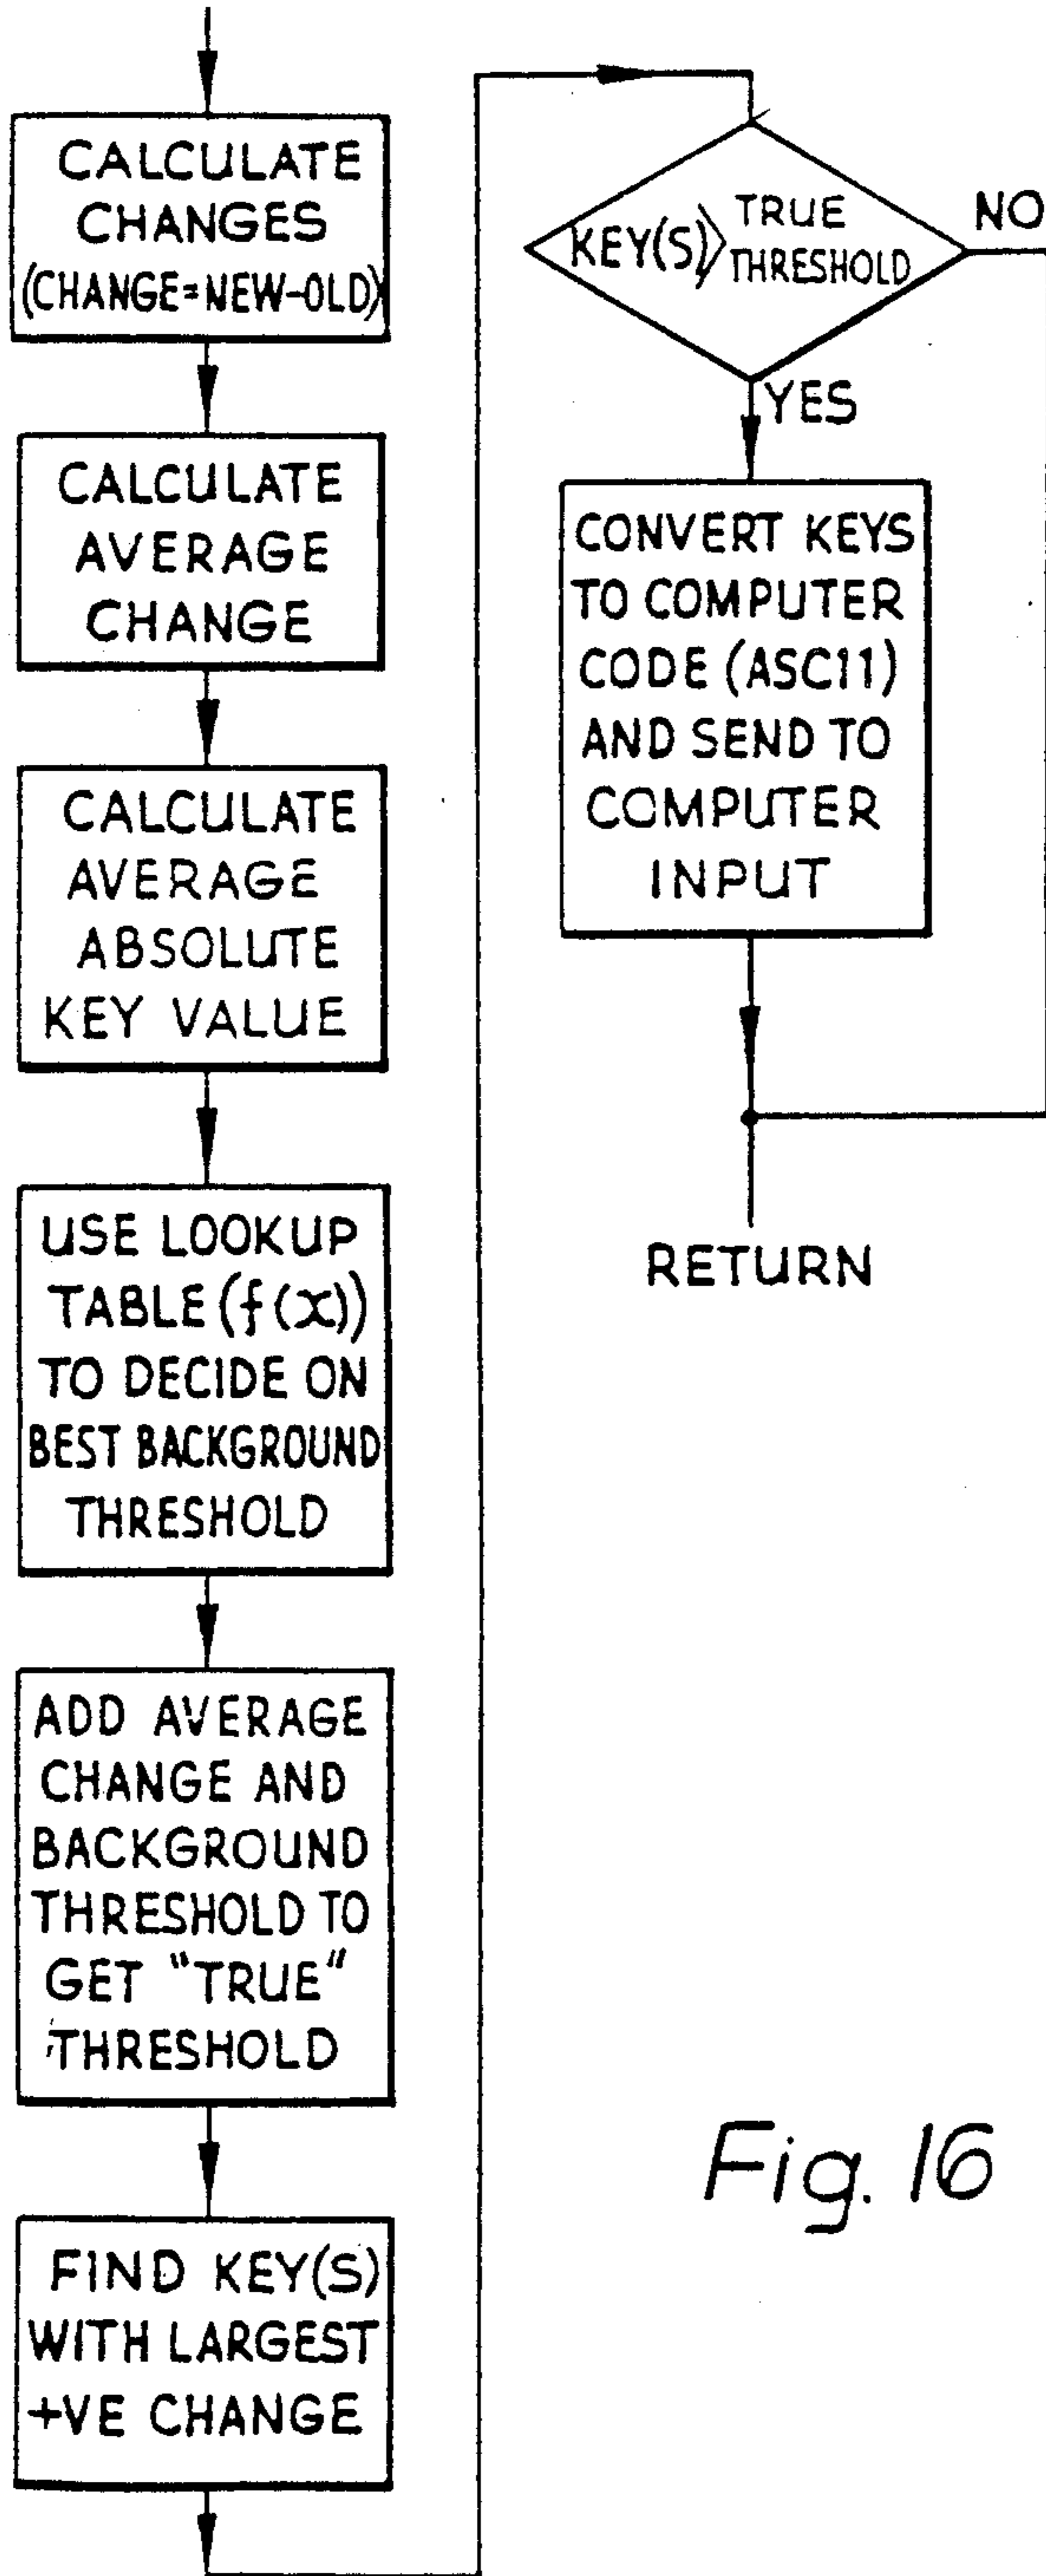 CALCULATE
CHANGES
(CHANGE=NEW-OLD)
CALCULATE
AVERAGE
CHANGE
CALCULATE
AVERAGE
ABSOLUTE
KEY VALUE
USE LOOKUP
TABLE (f(x))
TO DECIDE ON
BEST BACKGROUND
THRESHOLD
ADD AVERAGE
CHANGE AND
BACKGROUND
THRESHOLD TO
GET "TRUE"
THRESHOLD
FIND KEY(S)
WITH LARGEST
+VE CHANGE
KEY(S)> TRUE
THRESHOLD
NO
YES
CONVERT KEYS
TO COMPUTER
CODE (ASC11)
AND SEND TO
COMPUTER
INPUT
RETURN
Fig. 16